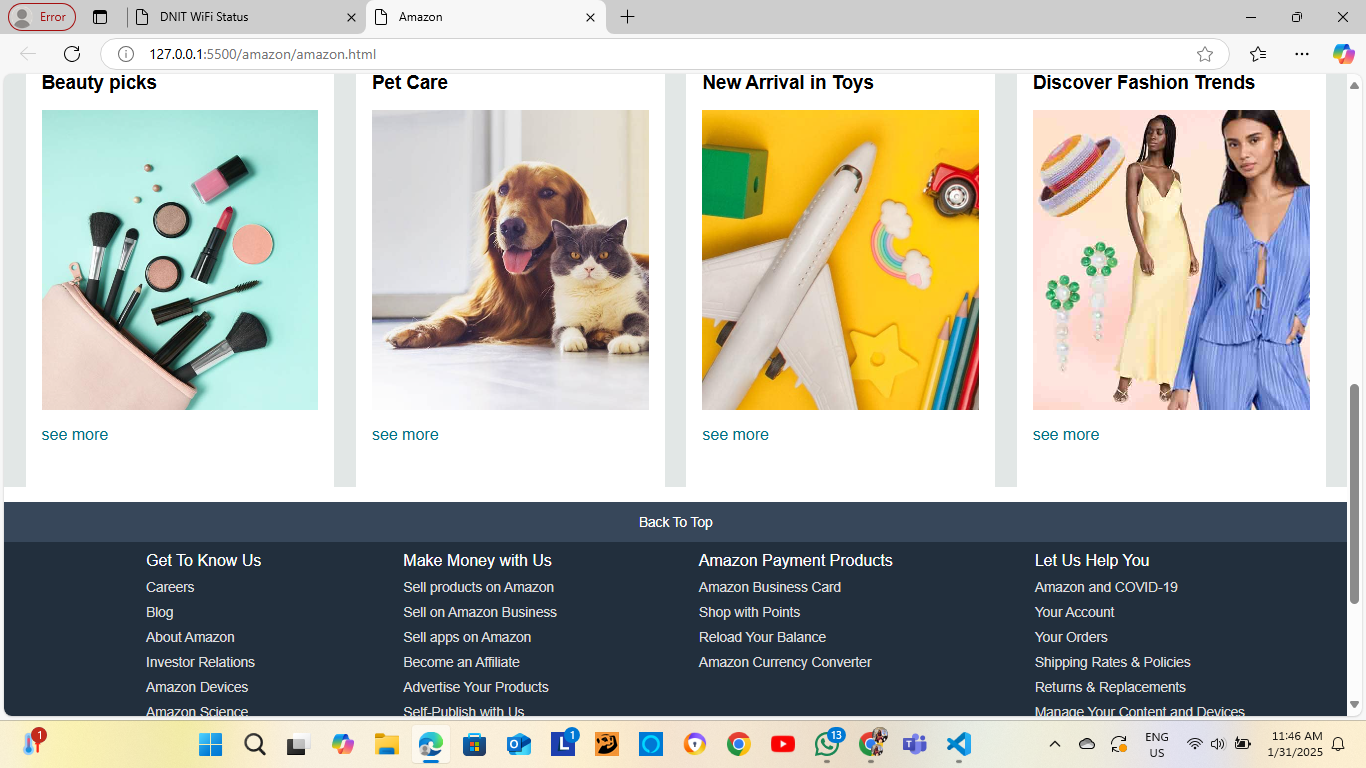 Error
DNIT WiFi Status
Amazon
127.0.0.1:5500/amazon/amazon.html
Beauty picks
Pet Care
New Arrival in Toys
Discover Fashion Trends
see more
see more
see more
see more
Back To Top
Get To Know Us
Careers
Blog
About Amazon
Investor Relations
Amazon Devices
Amazon Science
Make Money with Us
Sell products on Amazon
Sell on Amazon Business
Sell apps on Amazon
Become an Affiliate
Advertise Your Products
Self-Publish with Us
Amazon Payment Products
Amazon Business Card
Shop with Points
Reload Your Balance
Amazon Currency Converter
Let Us Help You
Amazon and COVID-19
Your Account
Your Orders
Shipping Rates & Policies
Returns & Replacements
Manage Your Content and Devices
1
L
1
13
ENG
US
11:46 AM
1/31/2025